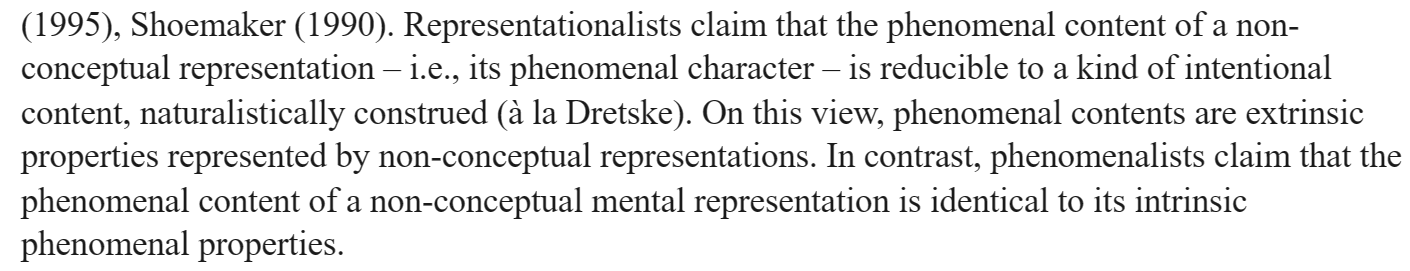 (1995), Shoemaker (1990). Representationalists claim that the phenomenal content of a non-
conceptual representation – i.e., its phenomenal character – is reducible to a kind of intentional
content, naturalistically construed (à la Dretske). On this view, phenomenal contents are extrinsic
properties represented by non-conceptual representations. In contrast, phenomenalists claim that the
phenomenal content of a non-conceptual mental representation is identical to its intrinsic
phenomenal properties.